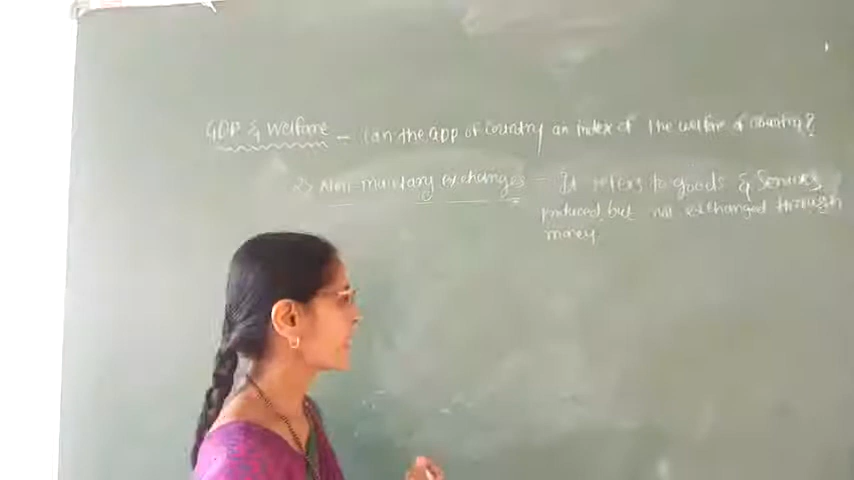 GDP & Welfare - Can the GDP of Country an index of the welfare of country?
2) Non-monitary exchanges - It refers to goods & Services
produced but not exchanged through
money.